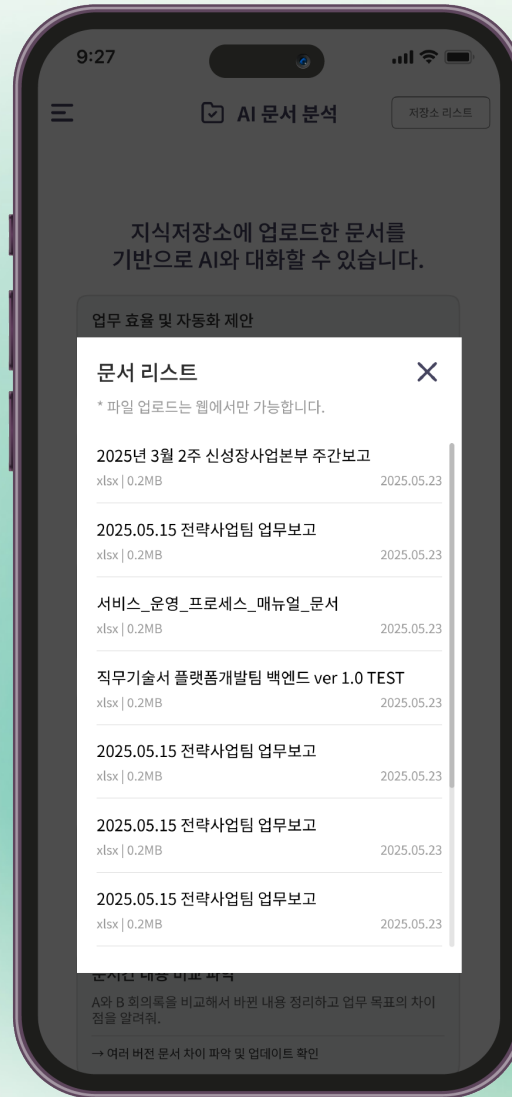 9:27
AI 문서 분석
저장소 리스트
지식저장소에 업로드한 문서를
기반으로 AI와 대화할 수 있습니다.
업무 효율 및 자동화 제안
문서 리스트
* 파일 업로드는 웹에서만 가능합니다.
2025년 3월 2주 신성장사업본부 주간보고
xlsx | 0.2MB 2025.05.23
2025.05.15 전략사업팀 업무보고
xlsx | 0.2MB 2025.05.23
서비스_운영_프로세스_매뉴얼_문서
xlsx | 0.2MB 2025.05.23
직무기술서 플랫폼개발팀 백엔드 ver 1.0 TEST
xlsx | 0.2MB 2025.05.23
2025.05.15 전략사업팀 업무보고
xlsx | 0.2MB 2025.05.23
2025.05.15 전략사업팀 업무보고
xlsx | 0.2MB 2025.05.23
2025.05.15 전략사업팀 업무보고
xlsx | 0.2MB 2025.05.23
내용 비교 파악
A와 B 회의록을 비교해서 바뀐 내용 정리하고 업무 목표의 차이
점을 알려줘.
→ 여러 버전 문서 차이 파악 및 업데이트 확인